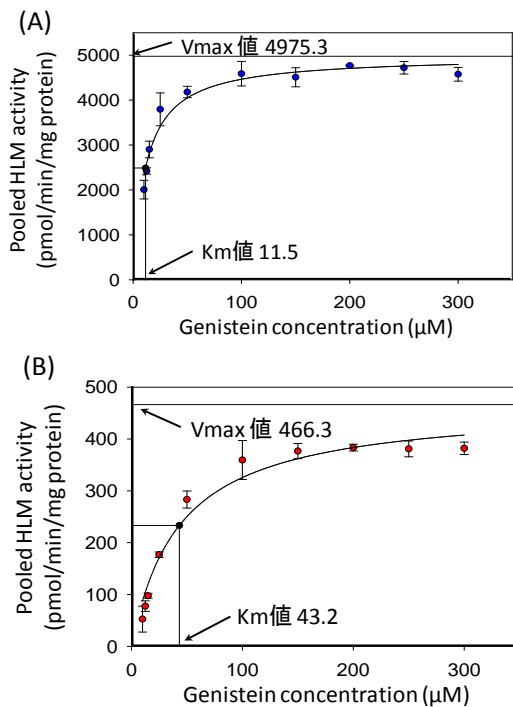 (A)
Vmax 値 4975.3
5000
4000
3000
2000
1000
0
Km値 11.5
0
100
200
300
Pooled HLM activity
(pmol/min/mg protein)
Genistein concentration (μM)
(B)
500
Vmax 値 466.3
400
300
200
100
0
Km値 43.2
0
100
200
300
Pooled HLM activity
(pmol/min/mg protein)
Genistein concentration (μM)